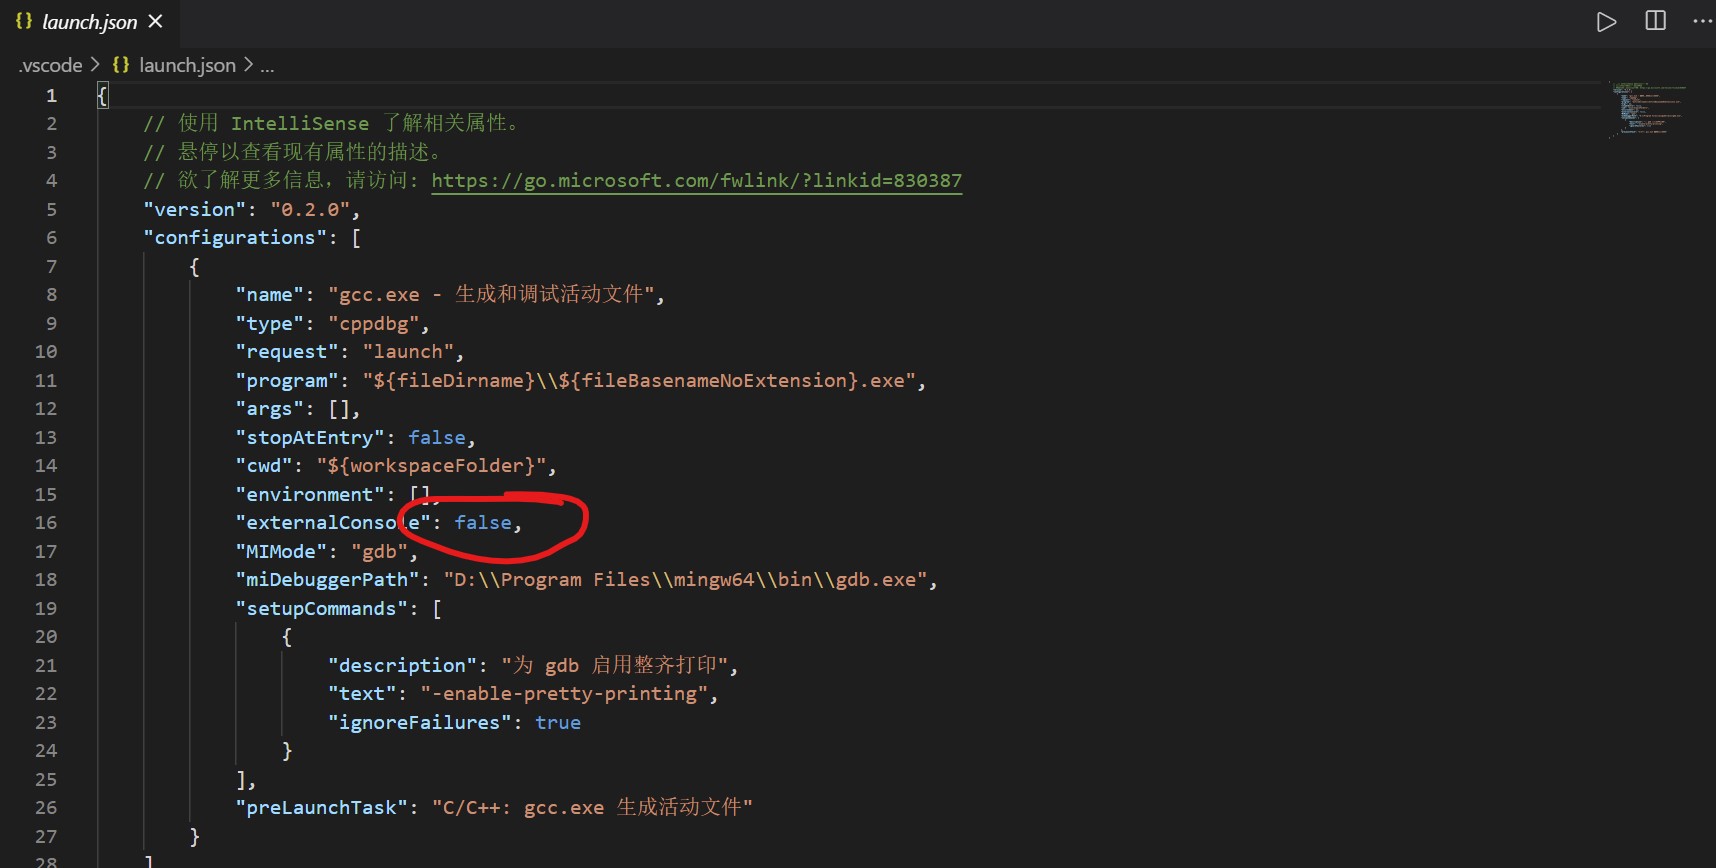 launch.json
.vscode > launch.json > ...
1 {
2 // 使用 IntelliSense 了解相关属性。
3 // 悬停以查看现有属性的描述。
4 // 欲了解更多信息，请访问: https://go.microsoft.com/fwlink/?linkid=830387
5 "version": "0.2.0",
6 "configurations": [
7 {
8 "name": "gcc.exe - 生成和调试活动文件",
9 "type": "cppdbg",
10 "request": "launch",
11 "program": "${fileDirname}\\${fileBasenameNoExtension}.exe",
12 "args": [],
13 "stopAtEntry": false,
14 "cwd": "${workspaceFolder}",
15 "environment": [],
16 "externalConsole": false,
17 "MIMode": "gdb",
18 "miDebuggerPath": "D:\\Program Files\\mingw64\\bin\\gdb.exe",
19 "setupCommands": [
20 {
21 "description": "为 gdb 启用整齐打印",
22 "text": "-enable-pretty-printing",
23 "ignoreFailures": true
24 }
25 ],
26 "preLaunchTask": "C/C++: gcc.exe 生成活动文件"
27 }
28 ]